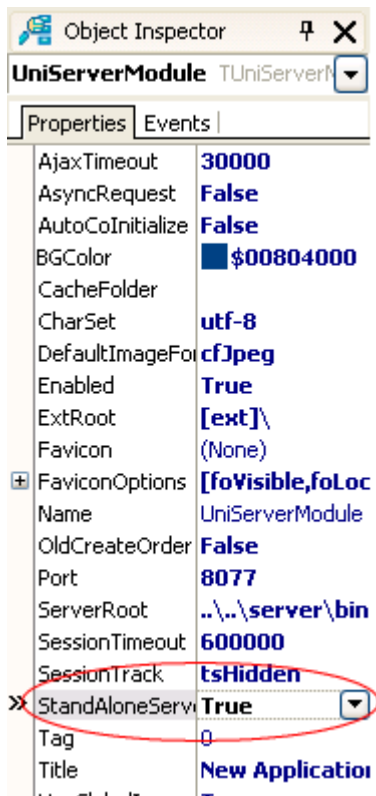 Object Inspector
UniServerModule TUniServerM
Properties Events
AjaxTimeout 30000
AsyncRequest False
AutoCoInitialize False
BGColor $00804000
CacheFolder
CharSet utf-8
DefaultImageFor cfJpeg
Enabled True
ExtRoot [ext]\
Favicon (None)
FaviconOptions [foVisible,foLoc
Name UniServerModule
OldCreateOrder False
Port 8077
ServerRoot ..\..\server\bin
SessionTimeout 600000
SessionTrack tsHidden
StandAloneServ True
Tag 0
Title New Application